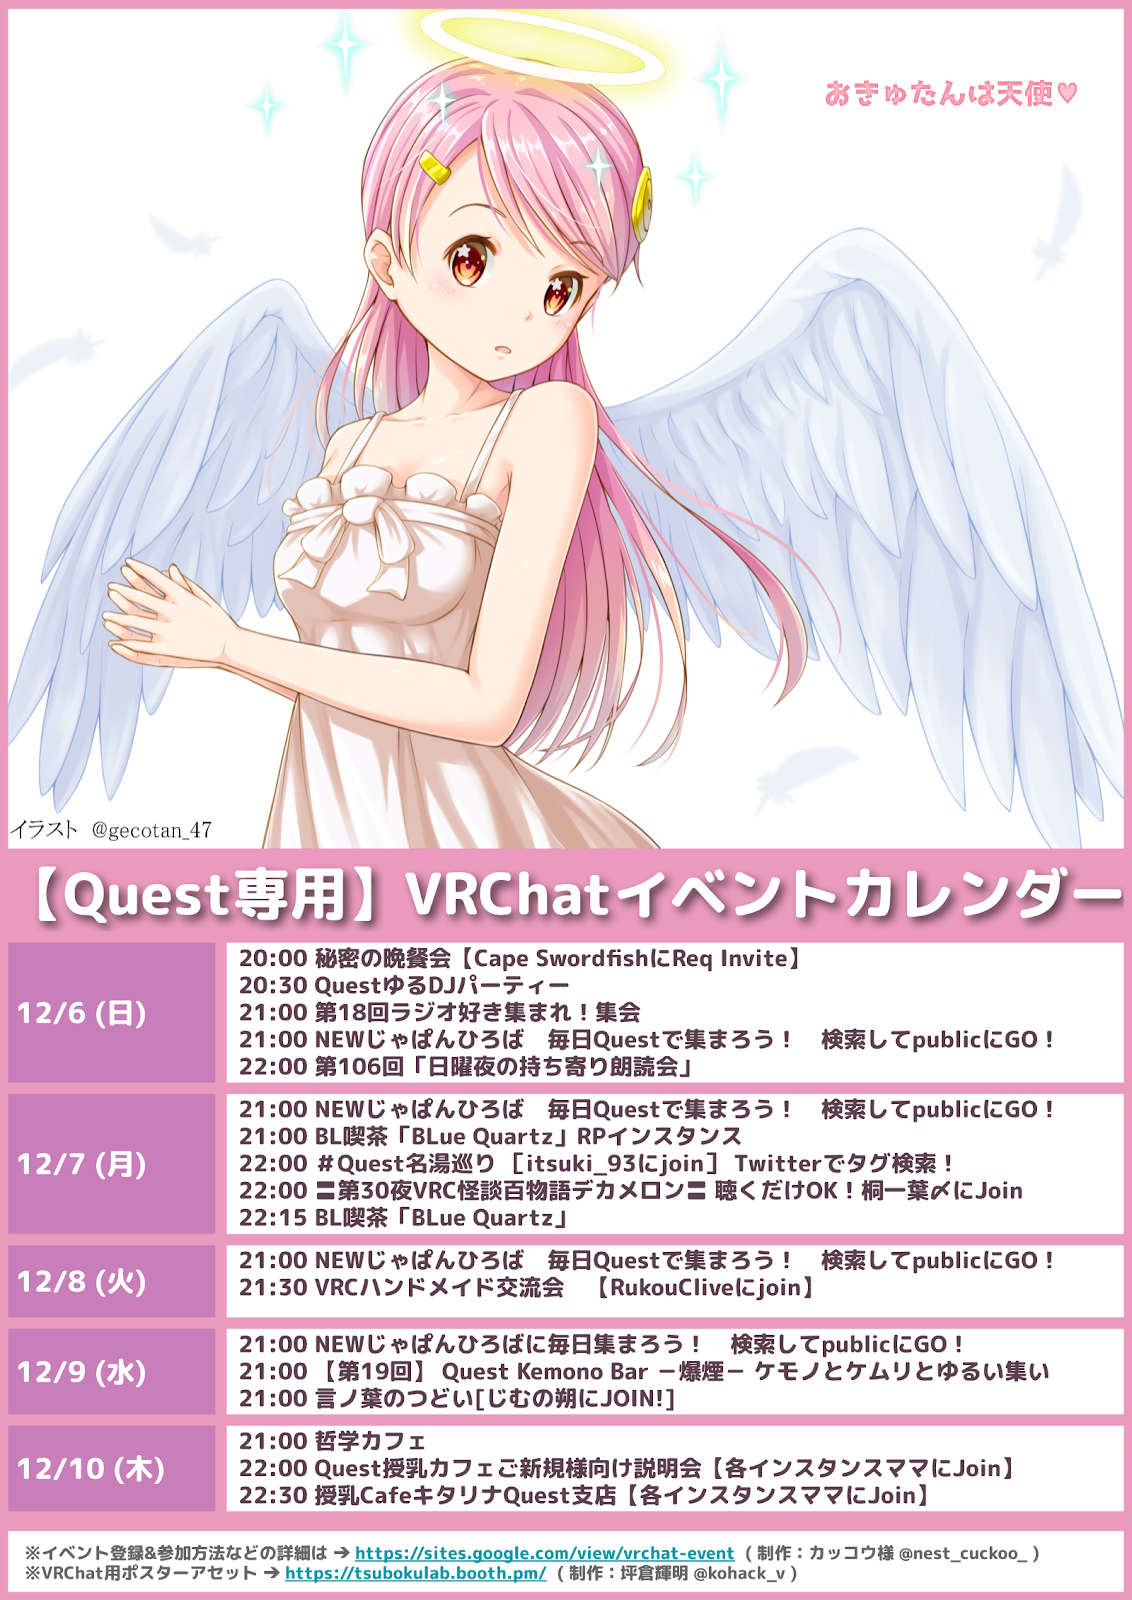 おきゅたんは天使♥
イラスト @gecotan_47
【Quest専用】VRChatイベントカレンダー
12/6 (日)
20:00 秘密の晩餐会【Cape SwordfishにReq Invite】
20:30 QuestゆるDJパーティー
21:00 第18回ラジオ好き集まれ！集会
21:00 NEWじゃぱんひろば　毎日Questで集まろう！　検索してpublicにGO！
22:00 第106回「日曜夜の持ち寄り朗読会」
12/7 (月)
21:00 NEWじゃぱんひろば　毎日Questで集まろう！　検索してpublicにGO！
21:00 BL喫茶「BLue Quartz」RPインスタンス
22:00 ＃Quest名湯巡り ［itsuki_93にjoin］ Twitterでタグ検索！
22:00 〓第30夜VRC怪談百物語デカメロン〓 聴くだけOK！桐一葉〆にJoin
22:15 BL喫茶「BLue Quartz」
12/8 (火)
21:00 NEWじゃぱんひろば　毎日Questで集まろう！　検索してpublicにGO！
21:30 VRCハンドメイド交流会　【RukouCliveにjoin】
12/9 (水)
21:00 NEWじゃぱんひろばに毎日集まろう！　検索してpublicにGO！
21:00 【第19回】 Quest Kemono Bar －爆煙－ ケモノとケムリとゆるい集い
21:00 言ノ葉のつどい[じむの朔にJOIN!]
12/10 (木)
21:00 哲学カフェ
22:00 Quest授乳カフェご新規様向け説明会【各インスタンスママにJoin】
22:30 授乳CafeキタリナQuest支店【各インスタンスママにJoin】
※イベント登録&参加方法などの詳細は → https://sites.google.com/view/vrchat-event （ 制作：カッコウ様 @nest_cuckoo_ ）
※VRChat用ポスターアセット → https://tsubokulab.booth.pm/ （ 制作：坪倉輝明 @kohack_v ）